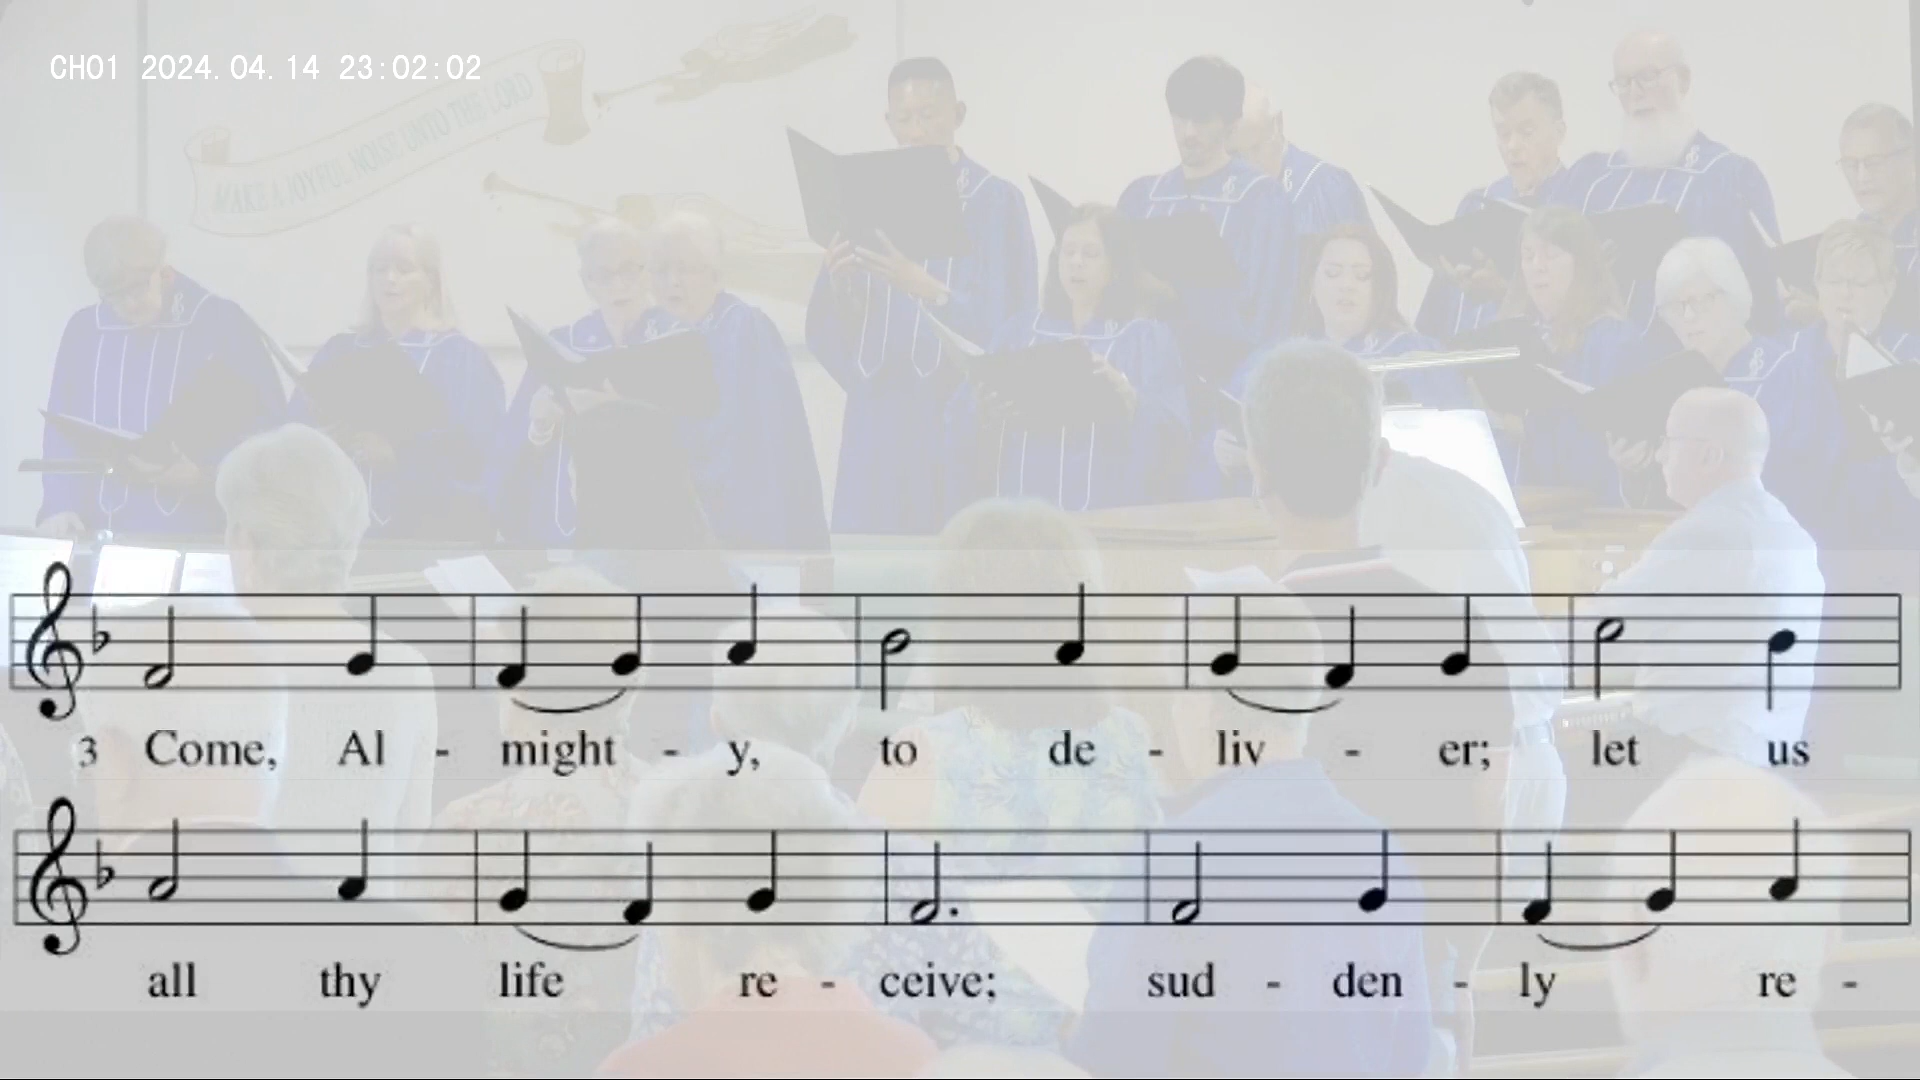 CH01 2024.04.14 23:02:02
MAKE A JOYFUL NOISE UNTO THE LORD
3 Come, Al - might - y, to de - liv - er; let us
all thy life re - ceive; sud - den - ly re -